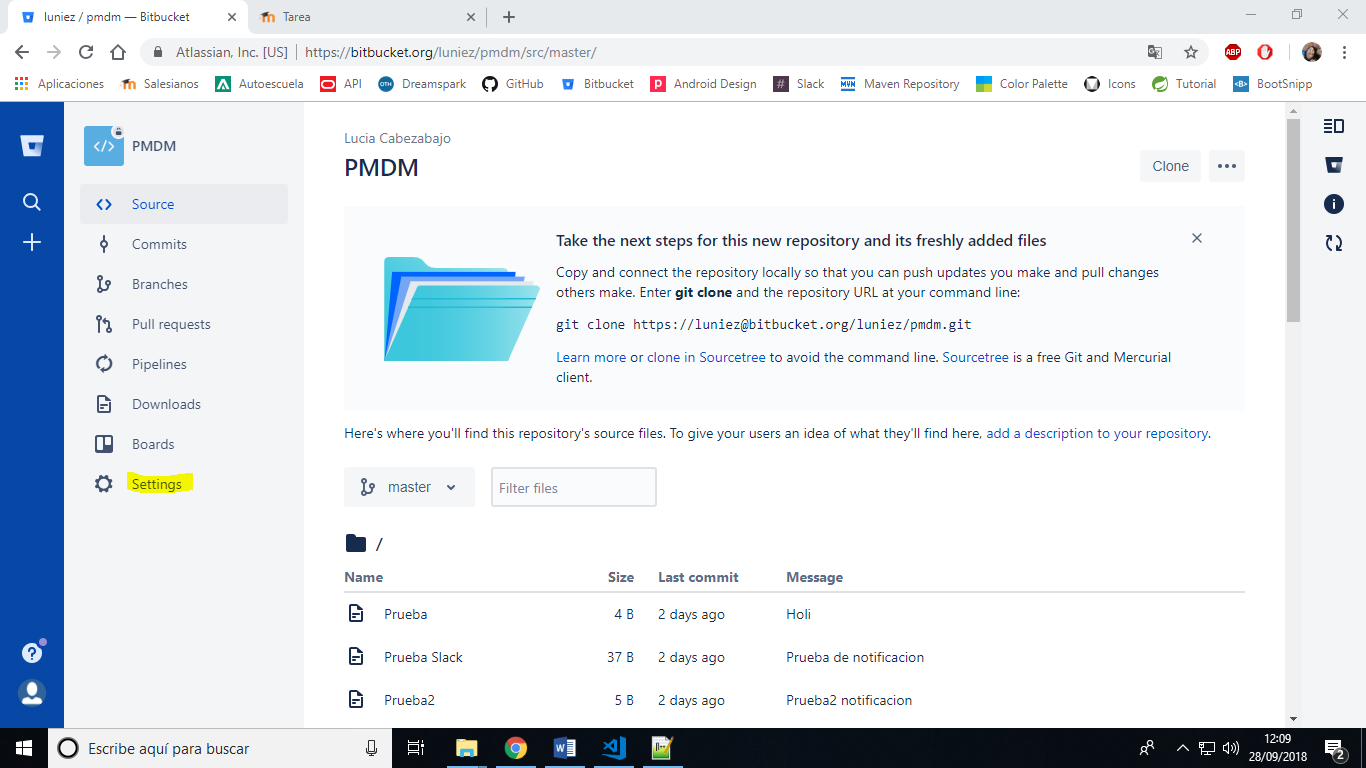 luniez / pmdm — Bitbucket
Tarea
Atlassian, Inc. [US] https://bitbucket.org/luniez/pmdm/src/master/
ABP
Aplicaciones Salesianos Autoescuela API Dreamspark GitHub Bitbucket Android Design Slack Maven Repository Color Palette Icons Tutorial BootSnipp
PMDM
Source
Commits
Branches
Pull requests
Pipelines
Downloads
Boards
Settings
Lucia Cabezabajo
PMDM
Clone
Take the next steps for this new repository and its freshly added files
Copy and connect the repository locally so that you can push updates you make and pull changes
others make. Enter git clone and the repository URL at your command line:
git clone https://luniez@bitbucket.org/luniez/pmdm.git
Learn more or clone in Sourcetree to avoid the command line. Sourcetree is a free Git and Mercurial
client.
Here's where you'll find this repository's source files. To give your users an idea of what they'll find here, add a description to your repository.
master
Filter files
/
Name Size Last commit Message
Prueba 4 B 2 days ago Holi
Prueba Slack 37 B 2 days ago Prueba de notificacion
Prueba2 5 B 2 days ago Prueba2 notificacion
Escribe aquí para buscar
12:09
28/09/2018
2